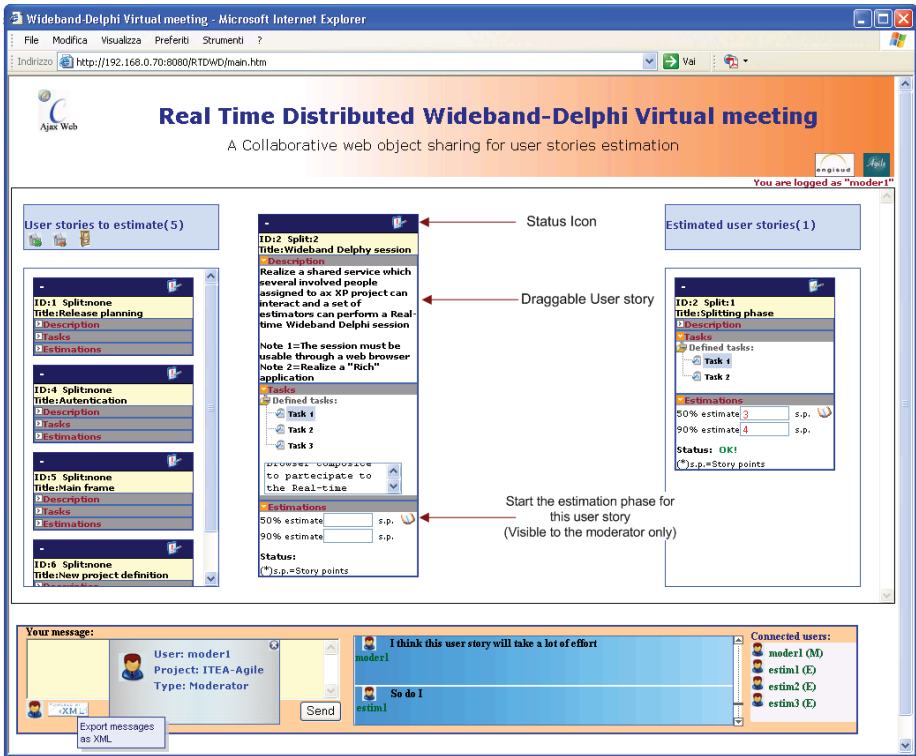 Wideband-Delphi Virtual meeting - Microsoft Internet Explorer
File Modifica Visualizza Preferiti Strumenti ?
Indirizzo http://192.168.0.70:8080/RTDWD/main.htm Vai
Ajax Web
Real Time Distributed Wideband-Delphi Virtual meeting
A Collaborative web object sharing for user stories estimation
engisud Agile
You are logged as "moder1"
User stories to estimate(5)
ID:1 Split:none
Title:Release planning
Description
Tasks
Estimations
ID:4 Split:none
Title:Autentication
Description
Tasks
Estimations
ID:5 Split:none
Title:Main frame
Description
Tasks
Estimations
ID:6 Split:none
Title:New project definition
Description
ID:2 Split:2
Title:Wideband Delphy session
Description
Realize a shared service which
several involved people
assigned to ax XP project can
interact and a set of
estimators can perform a Real-
time Wideband Delphi session
Note 1=The session must be
usable through a web browser
Note 2=Realize a "Rich"
application
Tasks
Defined tasks:
Task 1
Task 2
Task 3
browser composite
to partecipate to
the Real-time
Estimations
50% estimate s.p.
90% estimate s.p.
Status:
(*)s.p.=Story points
Status Icon
Draggable User story
Start the estimation phase for
this user story
(Visible to the moderator only)
Estimated user stories(1)
ID:2 Split:1
Title:Splitting phase
Description
Tasks
Defined tasks:
Task 1
Task 2
Estimations
50% estimate 3 s.p.
90% estimate 4 s.p.
Status: OK!
(*)s.p.=Story points
Your message:
User: moder1
Project: ITEA-Agile
Type: Moderator
XML
Send
Export messages
as XML
I think this user story will take a lot of effort
moder1
So do I
estim1
Connected users:
moder1 (M)
estim1 (E)
estim2 (E)
estim3 (E)